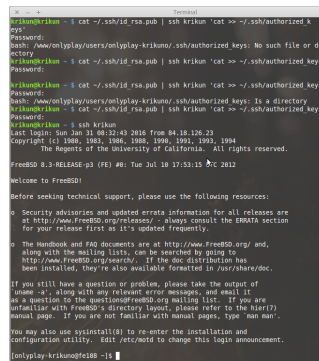 Terminal
krikun@krikun ~ $ cat ~/.ssh/id_rsa.pub | ssh krikun 'cat >> ~/.ssh/authorized_k
eys'
Password:
bash: /www/onlyplay/users/onlyplay-krikuno/.ssh/authorized_keys: No such file or d
ectory
krikun@krikun ~ $ cat ~/.ssh/id_rsa.pub | ssh krikun 'cat >> ~/.ssh/authorized_key
Password:
krikun@krikun ~ $ cat ~/.ssh/id_rsa.pub | ssh krikun 'cat >> ~/.ssh/authorized_key
Password:
bash: /www/onlyplay/users/onlyplay-krikuno/.ssh/authorized_keys: Is a directory
krikun@krikun ~ $ cat ~/.ssh/id_rsa.pub | ssh krikun 'cat >> ~/.ssh/authorized_key
Password:
krikun@krikun ~ $ ssh krikun
Last login: Sun Jan 31 08:32:43 2016 from 84.18.126.23
Copyright (c) 1980, 1983, 1986, 1988, 1990, 1991, 1993, 1994
The Regents of the University of California. All rights reserved.
FreeBSD 8.3-RELEASE-p3 (FE) #0: Tue Jul 10 17:53:15 UTC 2012
Welcome to FreeBSD!
Before seeking technical support, please use the following resources:
o Security advisories and updated errata information for all releases are
at http://www.FreeBSD.org/releases/ - always consult the ERRATA section
for your release first as it's updated frequently.
o The Handbook and FAQ documents are at http://www.FreeBSD.org/ and,
along with the mailing lists, can be searched by going to
http://www.FreeBSD.org/search/. If the doc distribution has
been installed, they're also available formatted in /usr/share/doc.
If you still have a question or problem, please take the output of
`uname -a', along with any relevant error messages, and email it
as a question to the questions@FreeBSD.org mailing list. If you are
unfamiliar with FreeBSD's directory layout, please refer to the hier(7)
manual page. If you are not familiar with manual pages, type `man man'.
You may also use sysinstall(8) to re-enter the installation and
configuration utility. Edit /etc/motd to change this login announcement.
[onlyplay-krikuno@fe108 ~]$